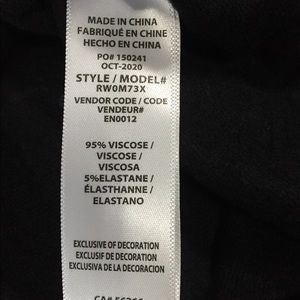 MADE IN CHINA
FABRIQUÉ EN CHINE
HECHO EN CHINA
PO# 150241
OCT-2020
STYLE / MODEL#
RW0M73X
VENDOR CODE / CODE
VENDEUR#
EN0012
95% VISCOSE /
VISCOSE /
VISCOSA
5%ELASTANE /
ÉLASTHANNE /
ELASTANO
EXCLUSIVE OF DECORATION
EXCLUSIF DE DECORATION
EXCLUSIVA DE LA DECORACION